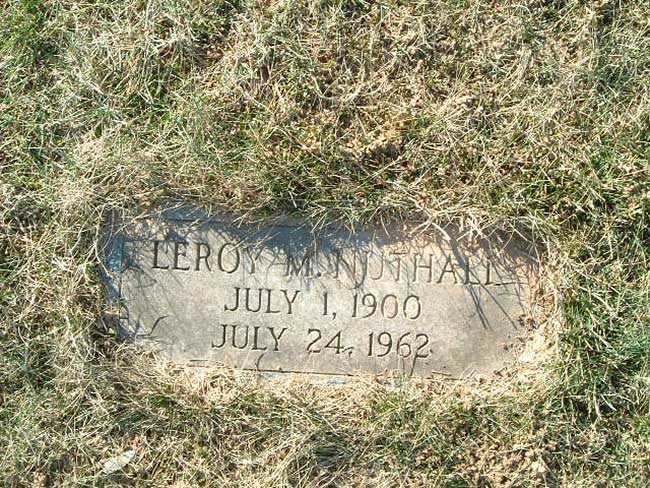 LEROY M. NUTHALL
JULY 1, 1900
JULY 24, 1962